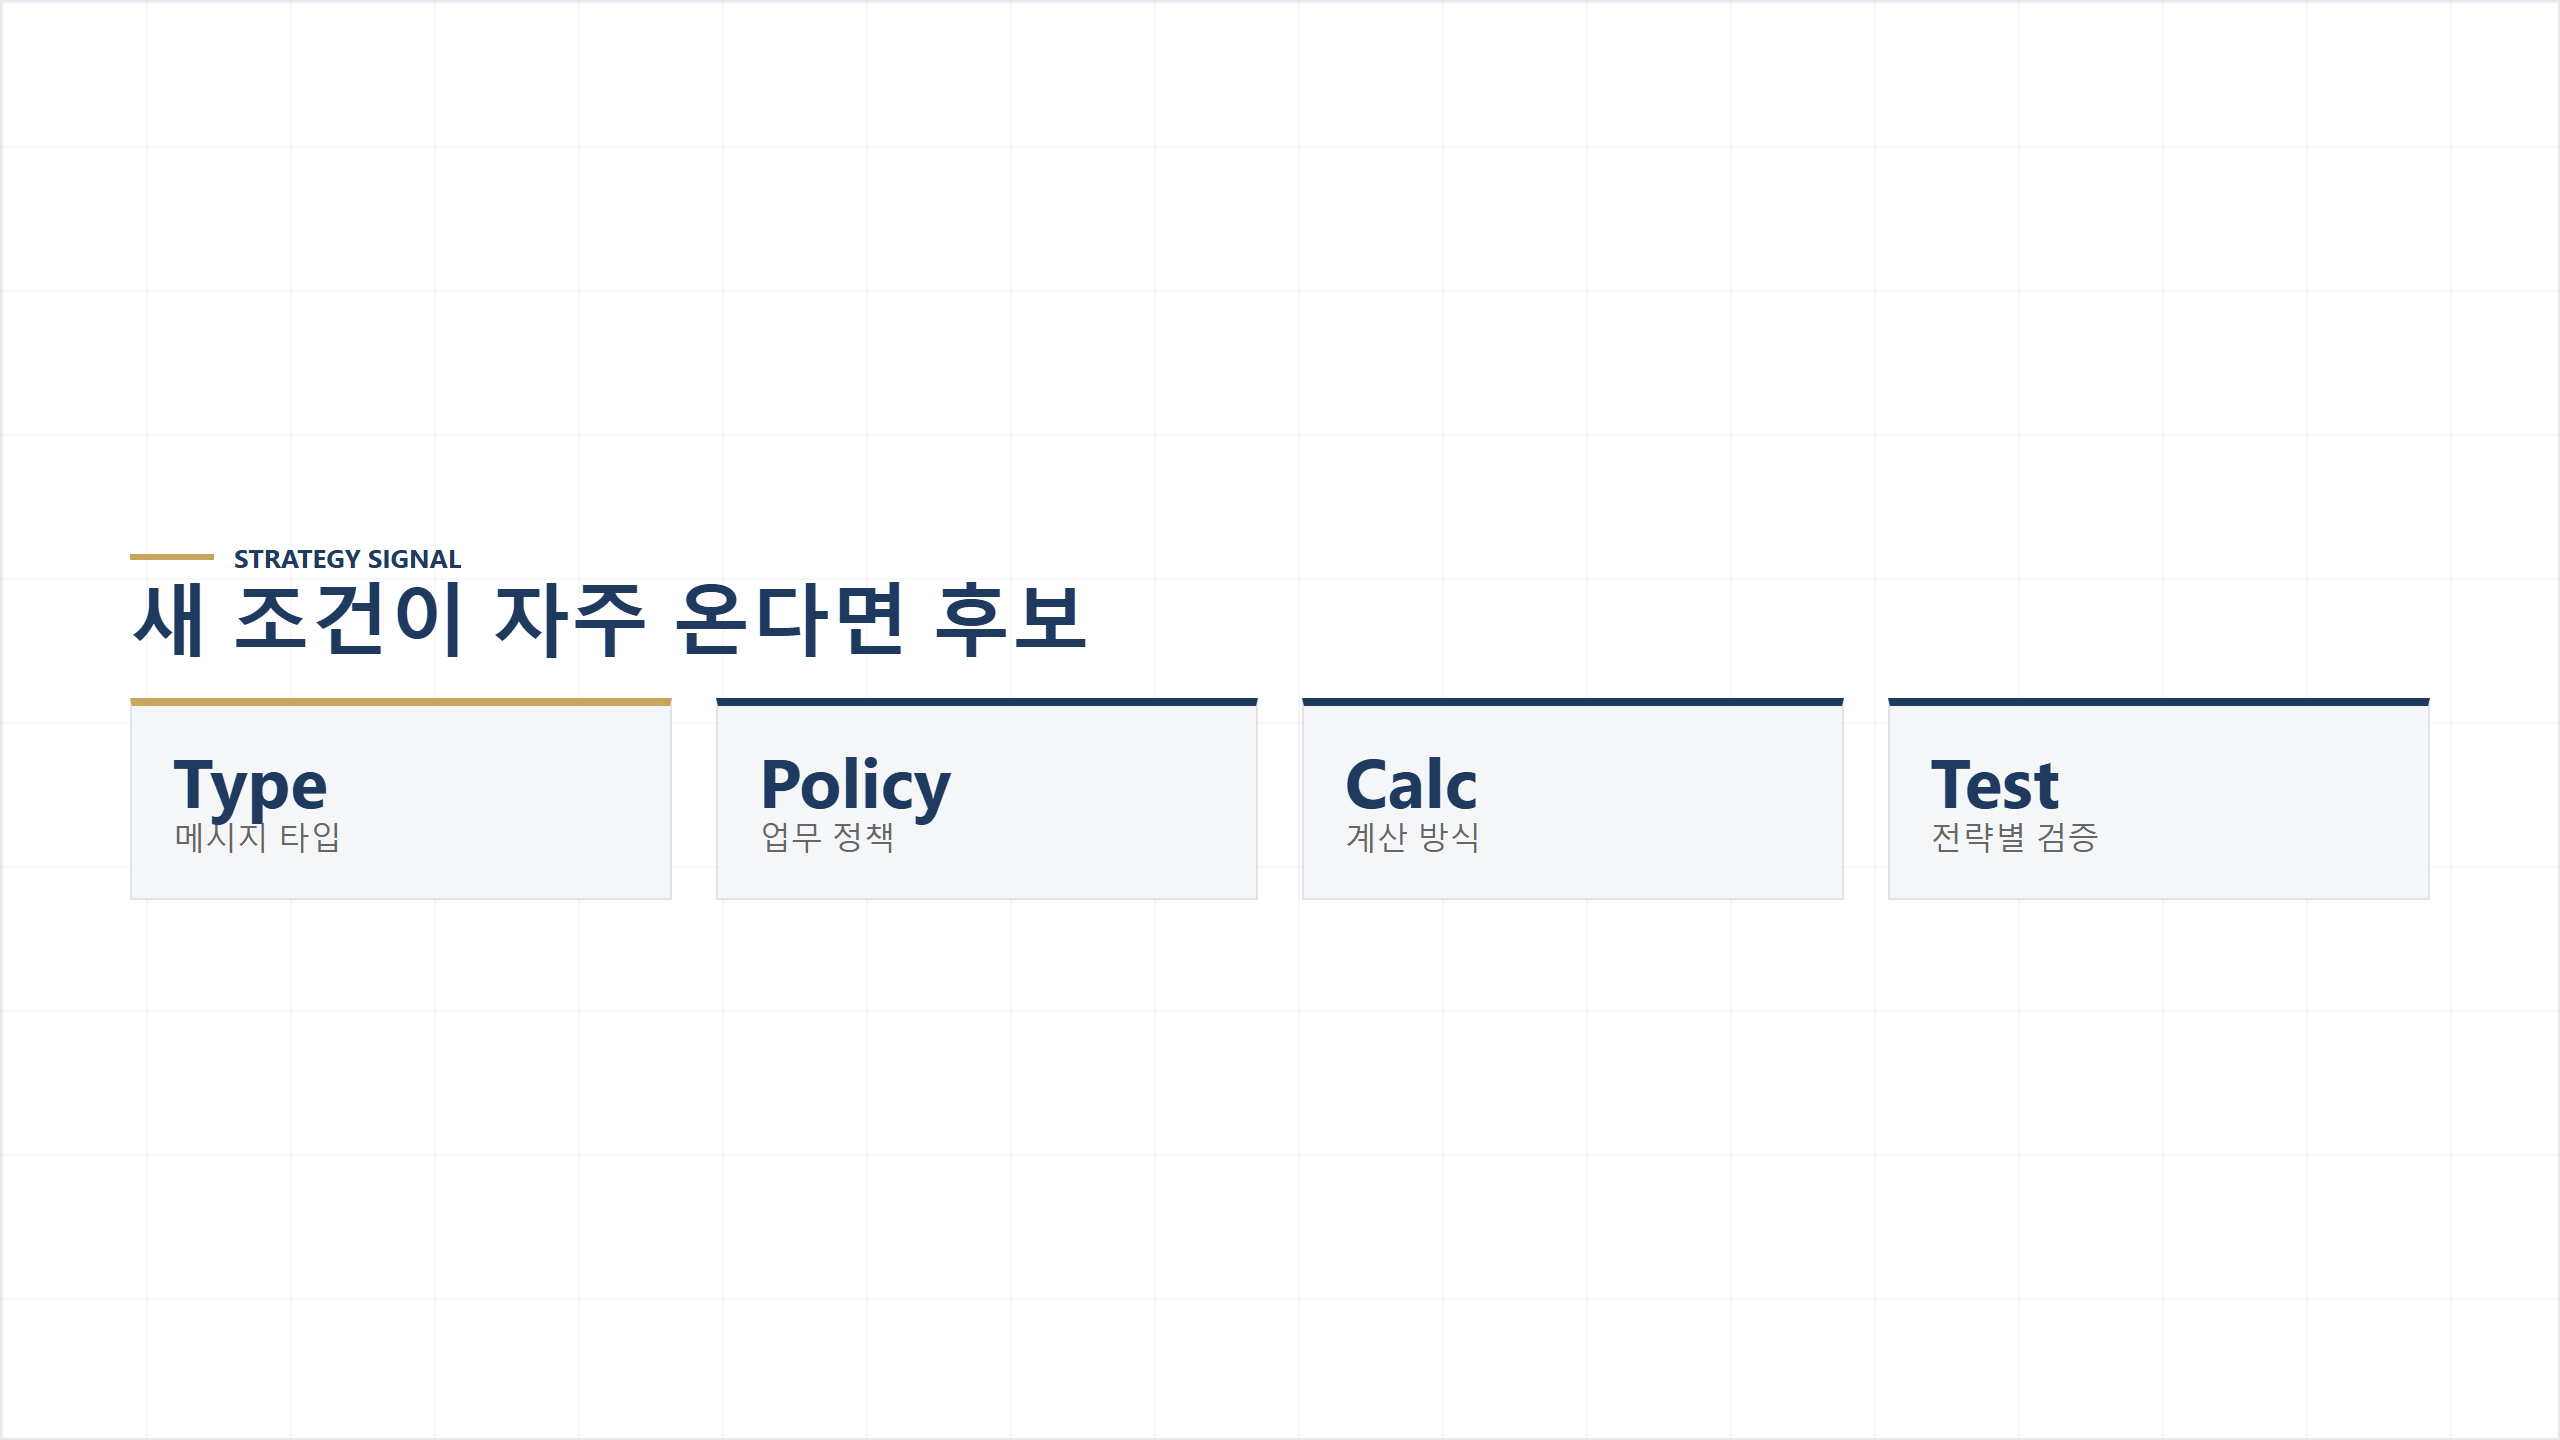 STRATEGY SIGNAL
새 조건이 자주 온다면 후보
Type
메시지 타입
Policy
업무 정책
Calc
계산 방식
Test
전략별 검증